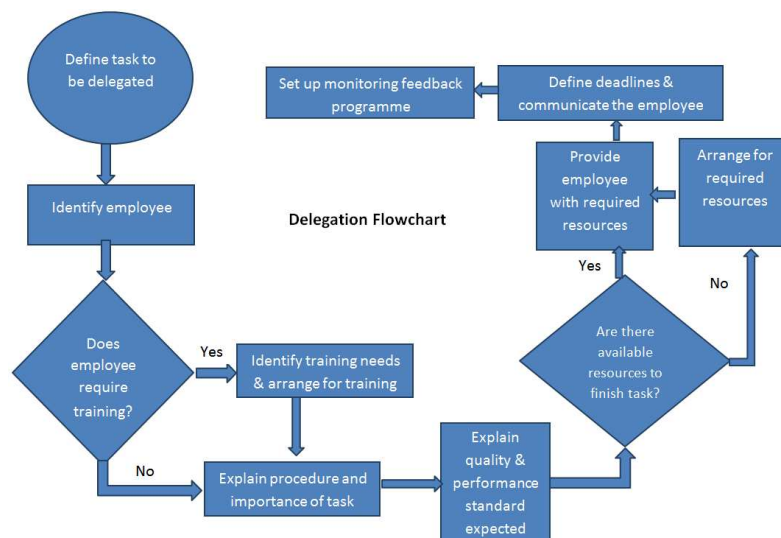 Define task to
be delegated
Identify employee
Does
employee
require
training?
Yes
No
Identify training needs
& arrange for training
Explain procedure and
importance of task
Explain
quality &
performance
standard
expected
Are there
available
resources to
finish task?
Yes
No
Arrange for
required
resources
Provide
employee
with required
resources
Define deadlines &
communicate the employee
Set up monitoring feedback
programme
Delegation Flowchart